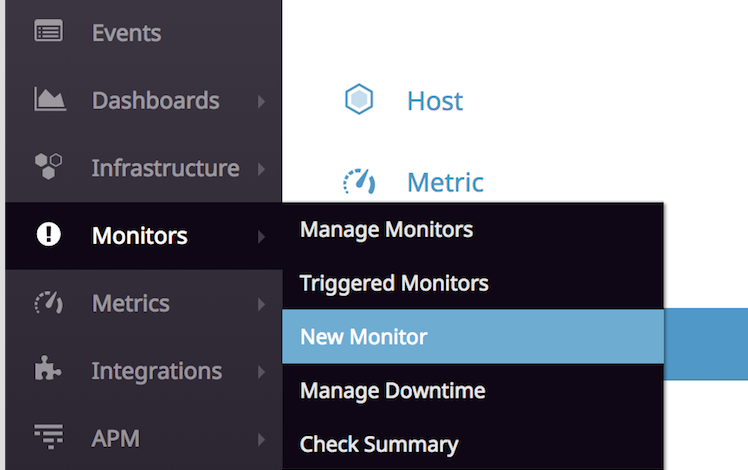 Events
Dashboards
Infrastructure
Monitors
Metrics
Integrations
APM
Host
Metric
Manage Monitors
Triggered Monitors
New Monitor
Manage Downtime
Check Summary